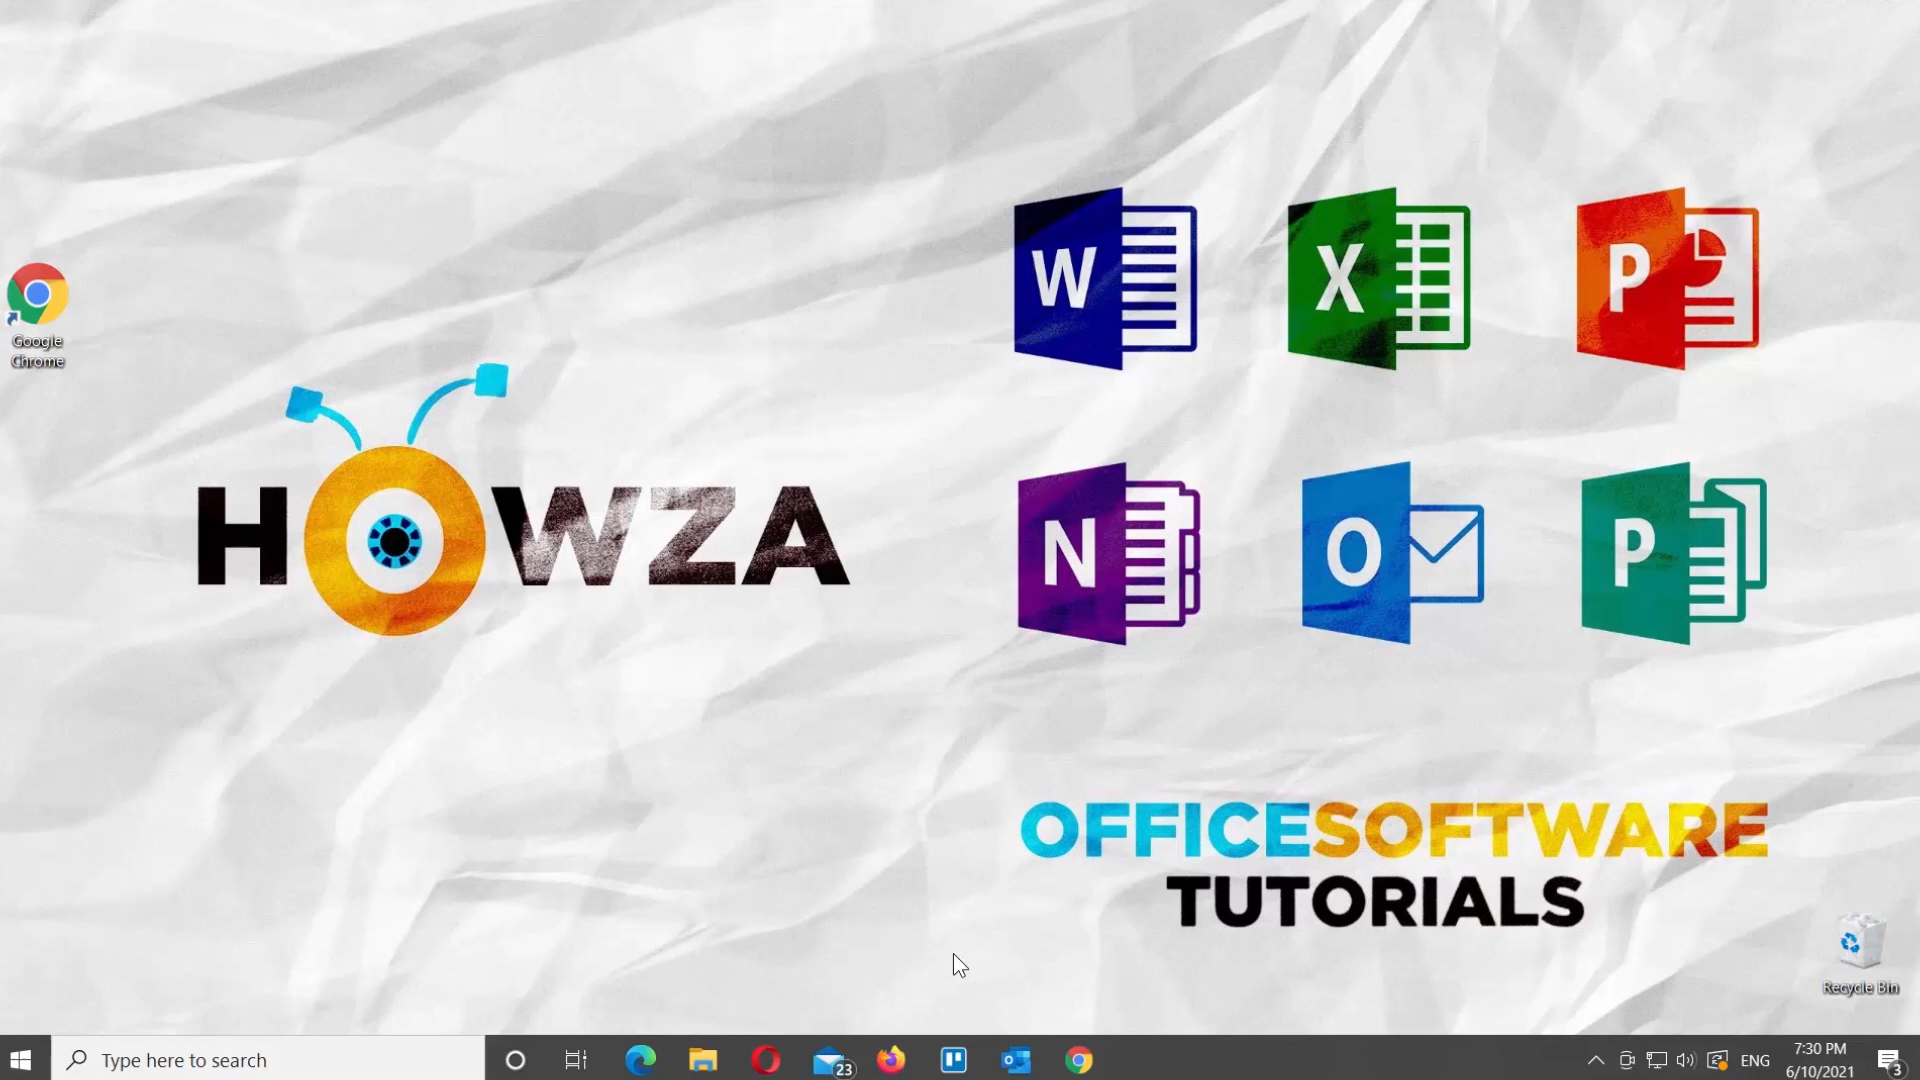 W
X
P
Google
Chrome
HOWZA
N
O
P
OFFICESOFTWARE
TUTORIALS
Recycle Bin
Type here to search
23
ENG
7:30 PM
6/10/2021
3